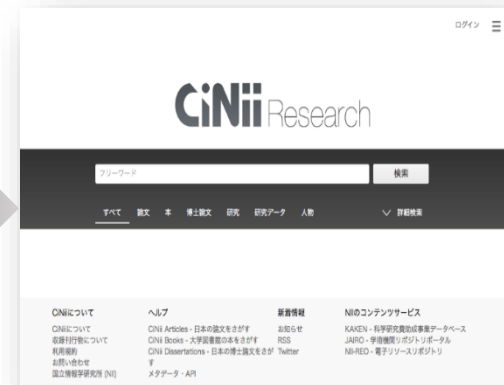 ログイン
CiNii Research
フリーワード
検索
すべて 論文 本 博士論文 研究 研究データ 人物
詳細検索
CiNiiについて
CiNiiについて
収録刊行物について
利用規約
お問い合わせ
国立情報学研究所 (NII)
ヘルプ
CiNii Articles - 日本の論文をさがす
CiNii Books - 大学図書館の本をさがす
CiNii Dissertations - 日本の博士論文をさが
す
メタデータ・API
新着情報
お知らせ
RSS
Twitter
NIIのコンテンツサービス
KAKEN - 科学研究費助成事業データベース
JAIRO - 学術機関リポジトリポータル
NII-REO - 電子リソースリポジトリ